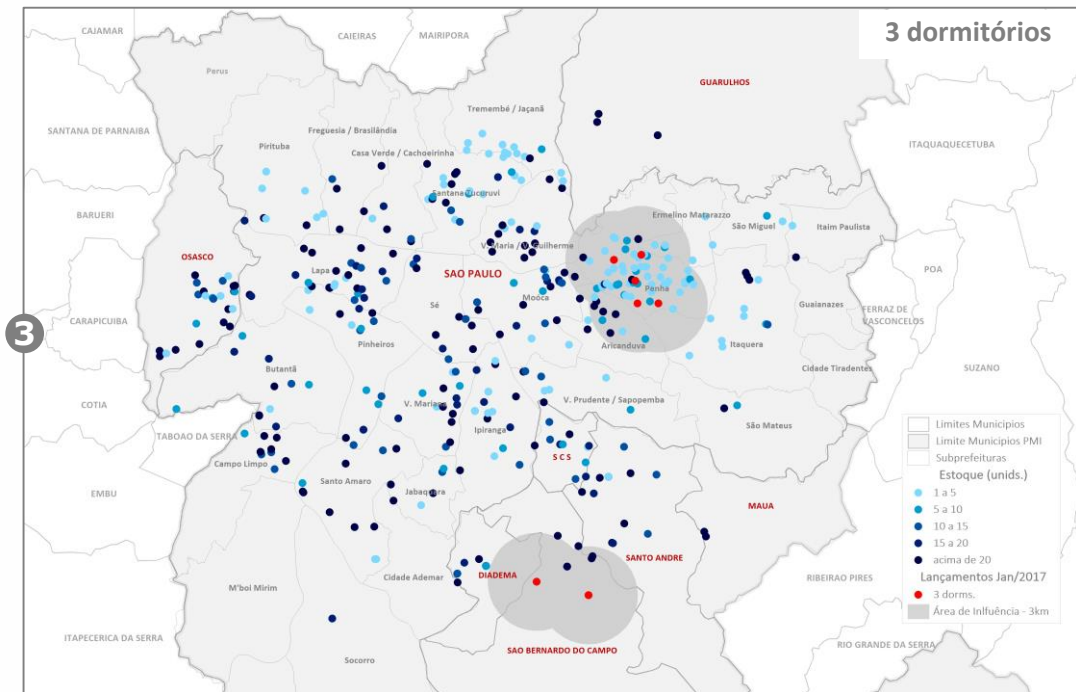 3 dormitórios
CAJAMAR
CAIEIRAS
MAIRIPORA
Perus
GUARULHOS
Tremembé / Jaçanã
SANTANA DE PARNAIBA
Freguesia / Brasilândia
ITAQUAQUECETUBA
Pirituba
Casa Verde / Cachoeirinha
Santana/Tucuruvi
BARUERI
Ermelino Matarazzo
São Miguel
Itaim Paulista
V. Maria / V. Guilherme
OSASCO
Lapa
SAO PAULO
POA
Penha
Mooca
Sé
Guaianazes
FERRAZ DE
VASCONCELOS
CARAPICUIBA
3
Pinheiros
Aricanduva
Itaquera
Butantã
Cidade Tiradentes
SUZANO
COTIA
V. Mariana
V. Prudente / Sapopemba
São Mateus
TABOAO DA SERRA
Ipiranga
Campo Limpo
S C S
EMBU
Santo Amaro
Jabaquara
MAUA
SANTO ANDRE
Cidade Ademar
DIADEMA
M'boi Mirim
RIBEIRAO PIRES
ITAPECERICA DA SERRA
Socorro
SAO BERNARDO DO CAMPO
RIO GRANDE DA SERRA
Limites Municipios
Limite Municipios PMI
Subprefeituras
Estoque (unids.)
1 a 5
5 a 10
10 a 15
15 a 20
acima de 20
Lançamentos Jan/2017
3 dorms.
Área de Inlfuência - 3km